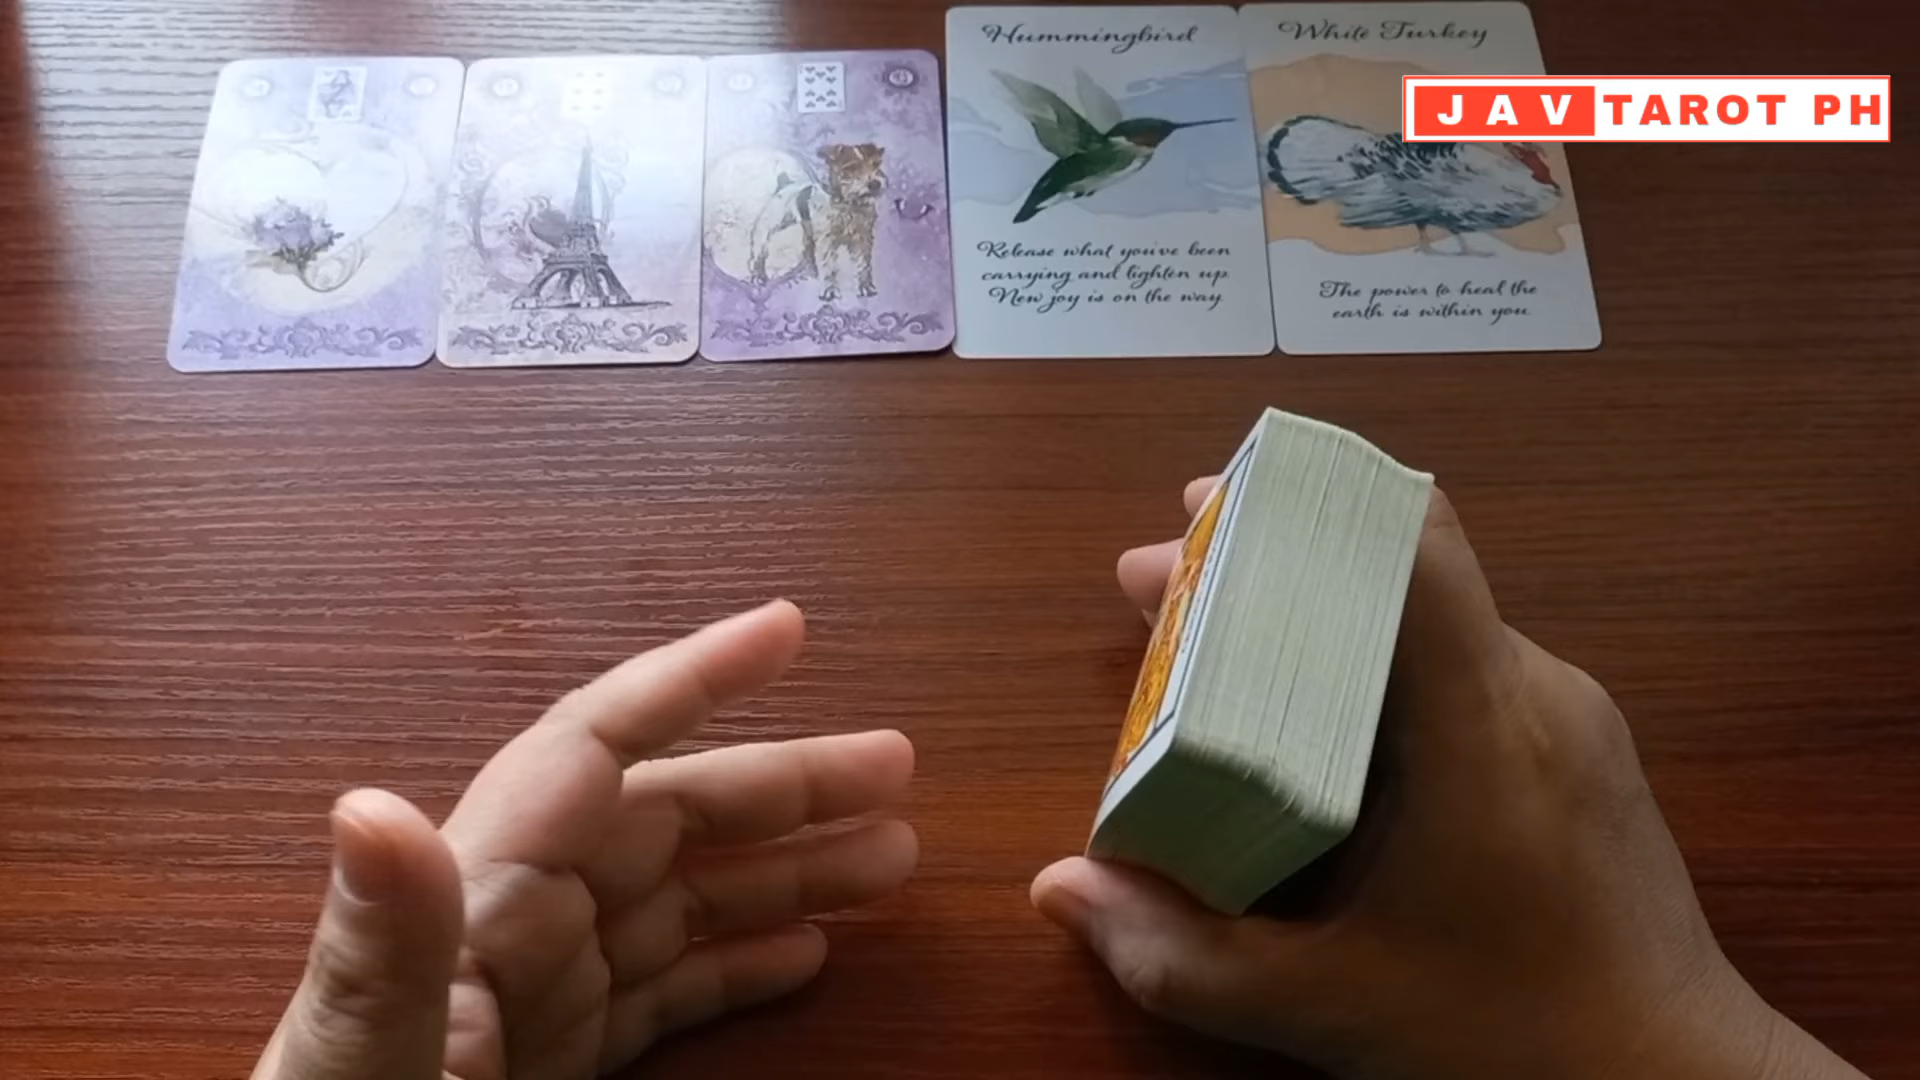 Hummingbird
Release what you've been
carrying and lighten up.
New joy is on the way.
White Turkey
The power to heal the
earth is within you.
JAV TAROT PH